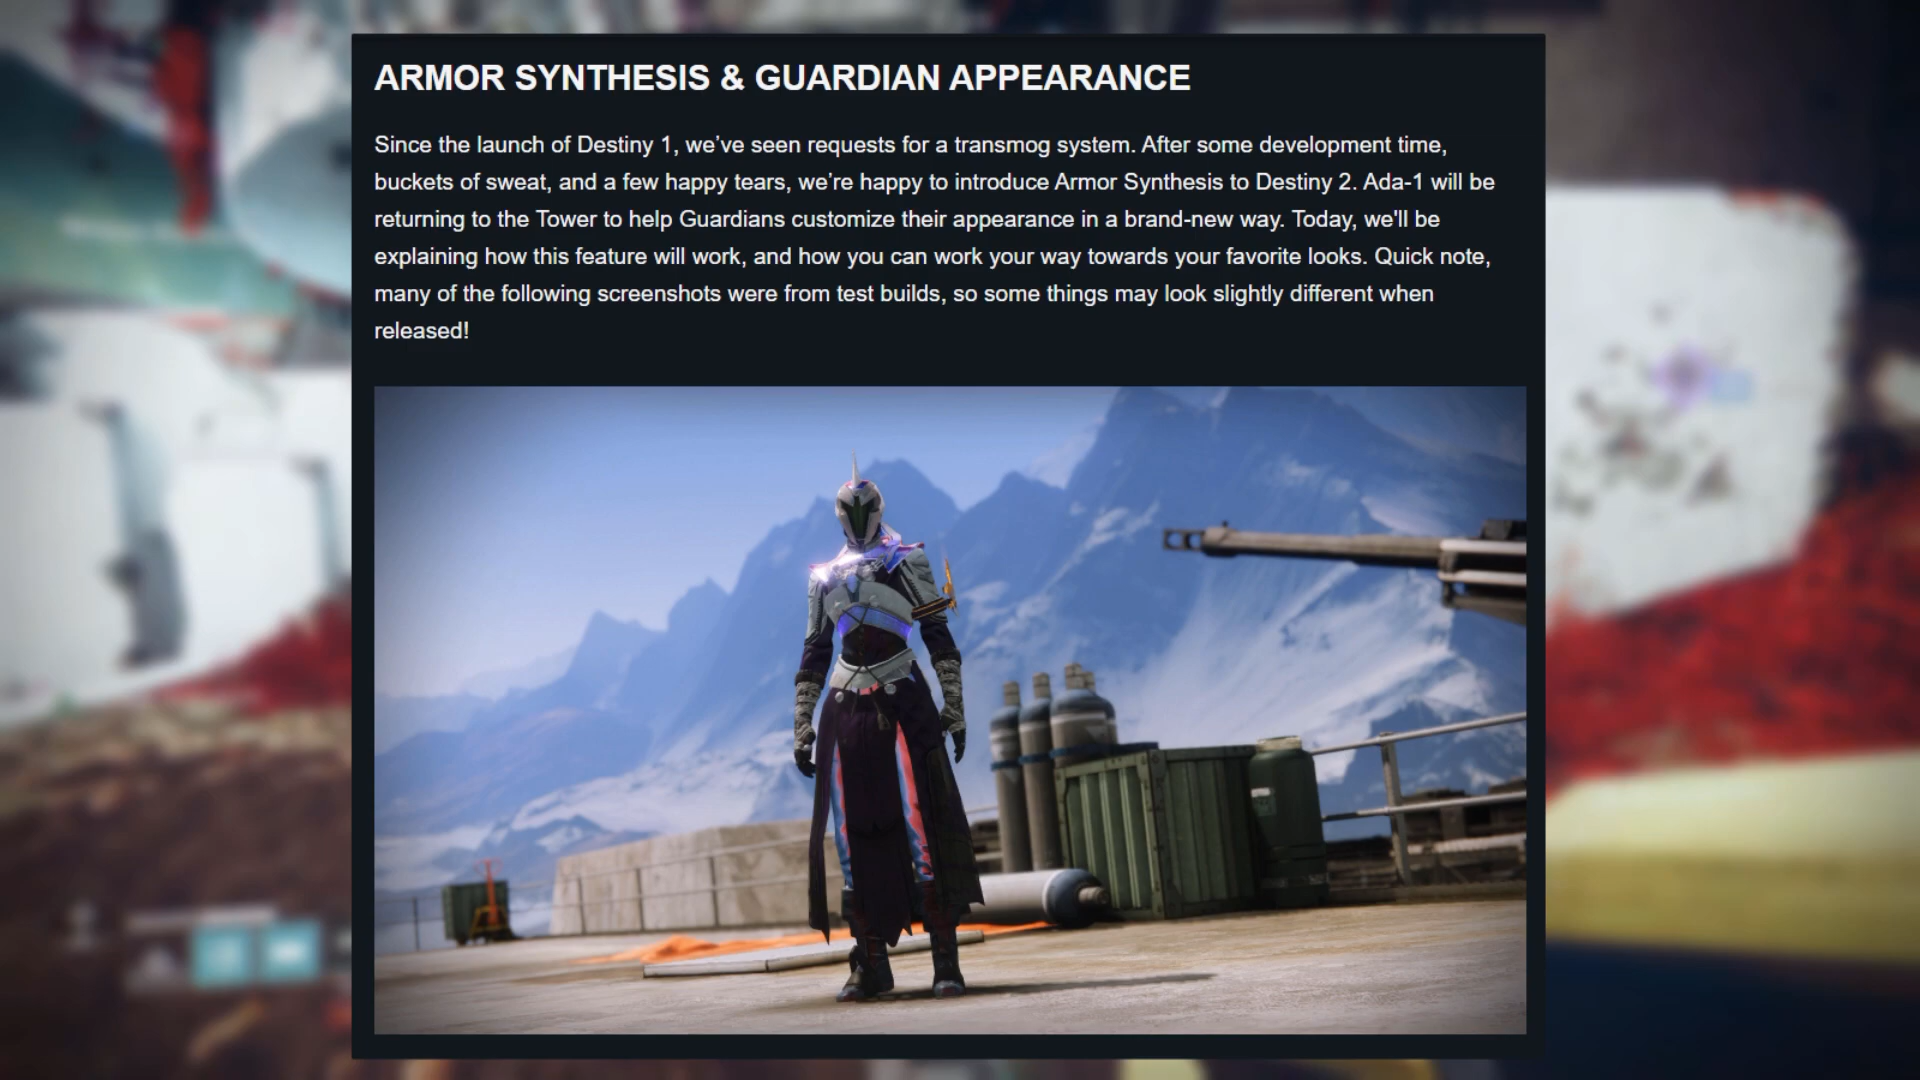 ARMOR SYNTHESIS & GUARDIAN APPEARANCE
Since the launch of Destiny 1, we’ve seen requests for a transmog system. After some development time,
buckets of sweat, and a few happy tears, we’re happy to introduce Armor Synthesis to Destiny 2. Ada-1 will be
returning to the Tower to help Guardians customize their appearance in a brand-new way. Today, we'll be
explaining how this feature will work, and how you can work your way towards your favorite looks. Quick note,
many of the following screenshots were from test builds, so some things may look slightly different when
released!